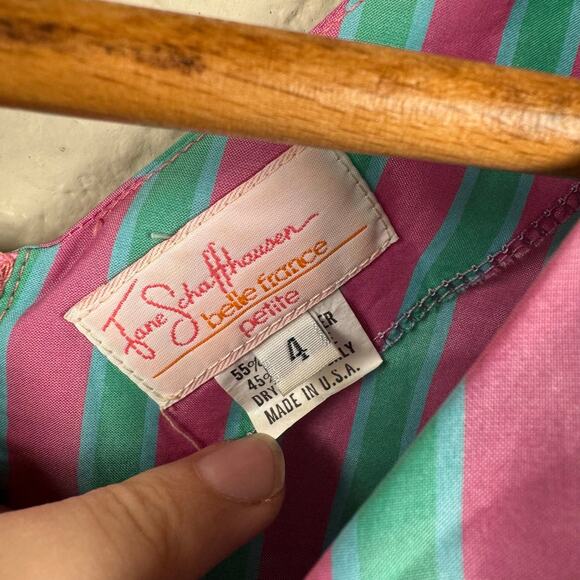 Jane Schaffhausen
belle france
petite
4
55%
45%
DRY
MADE IN U.S.A.